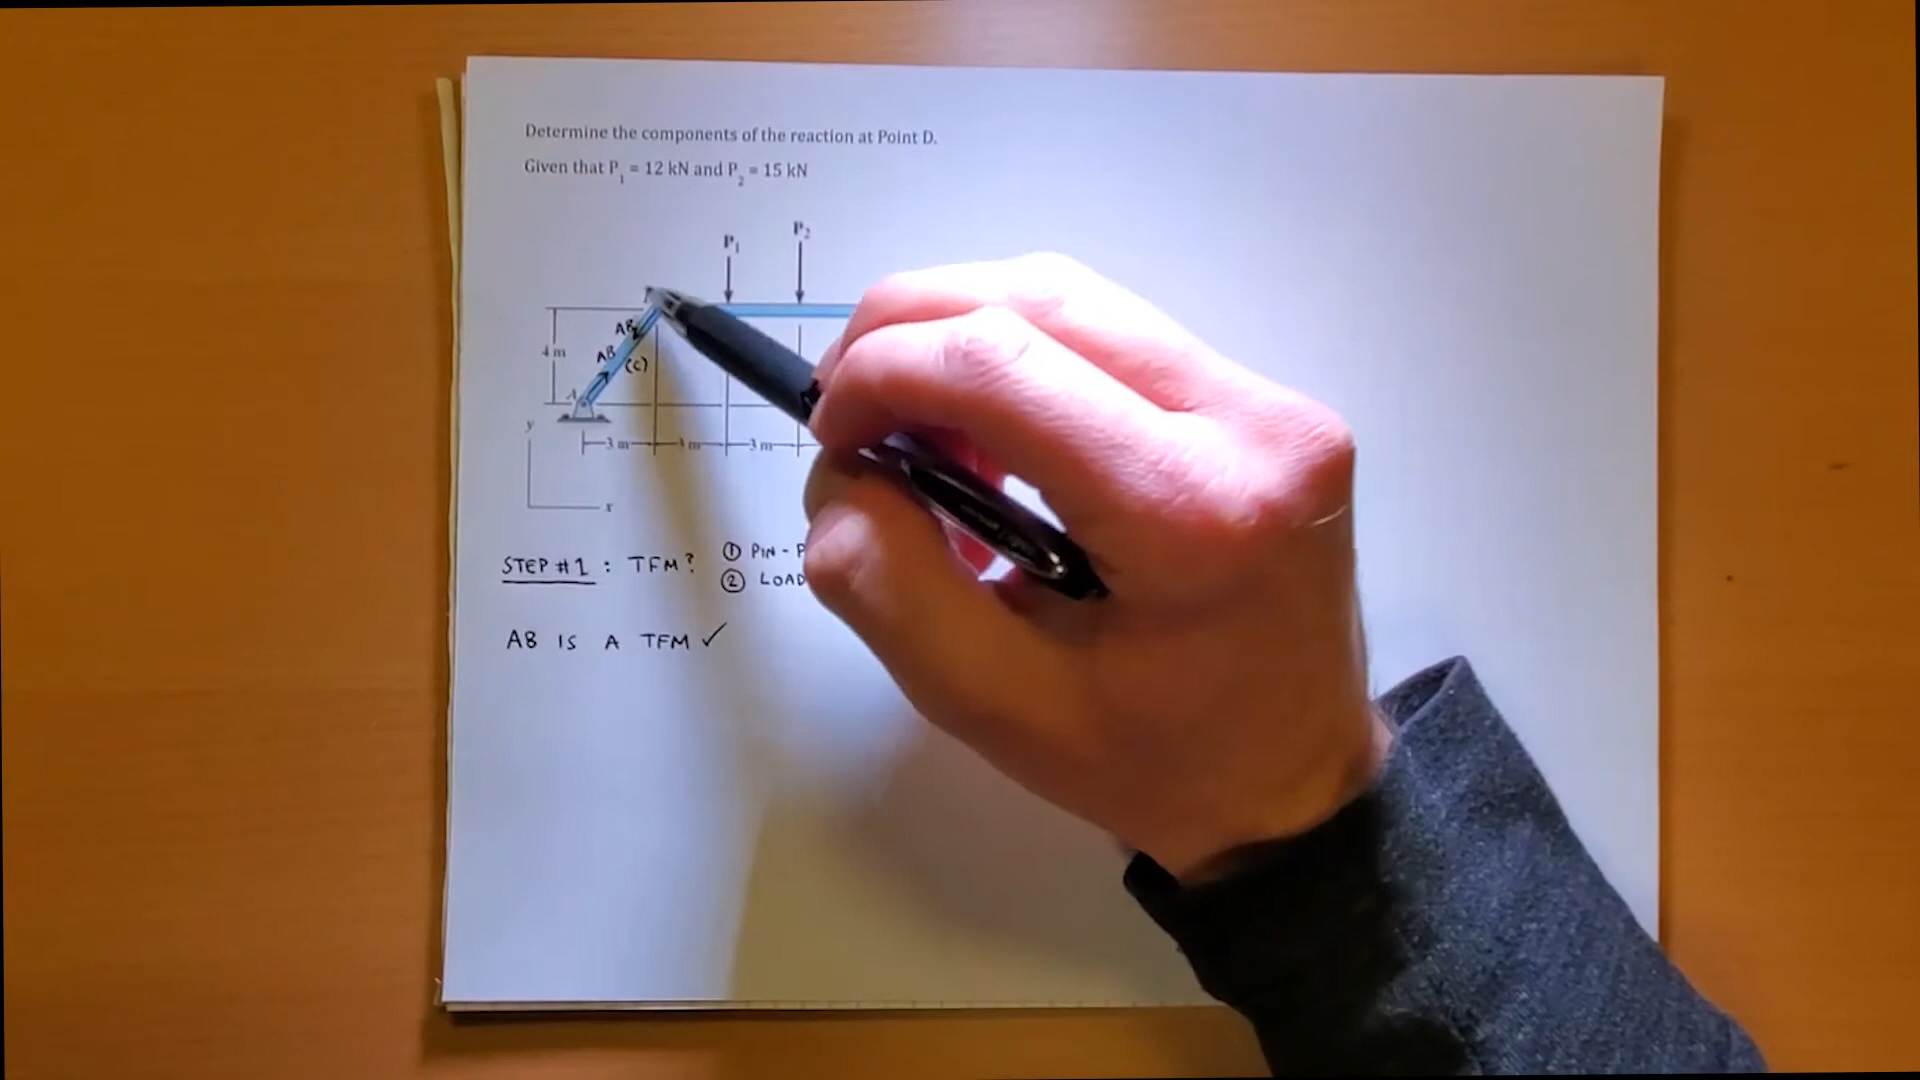 Determine the components of the reaction at Point D.
Given that P₁ = 12 kN and P₂ = 15 kN
P₁
P₂
AB
4 m
AB
(C)
A
y
3 m
3 m
3 m
x
STEP #1 : TFM?
① PIN - P
② LOAD
AB IS A TFM ✓